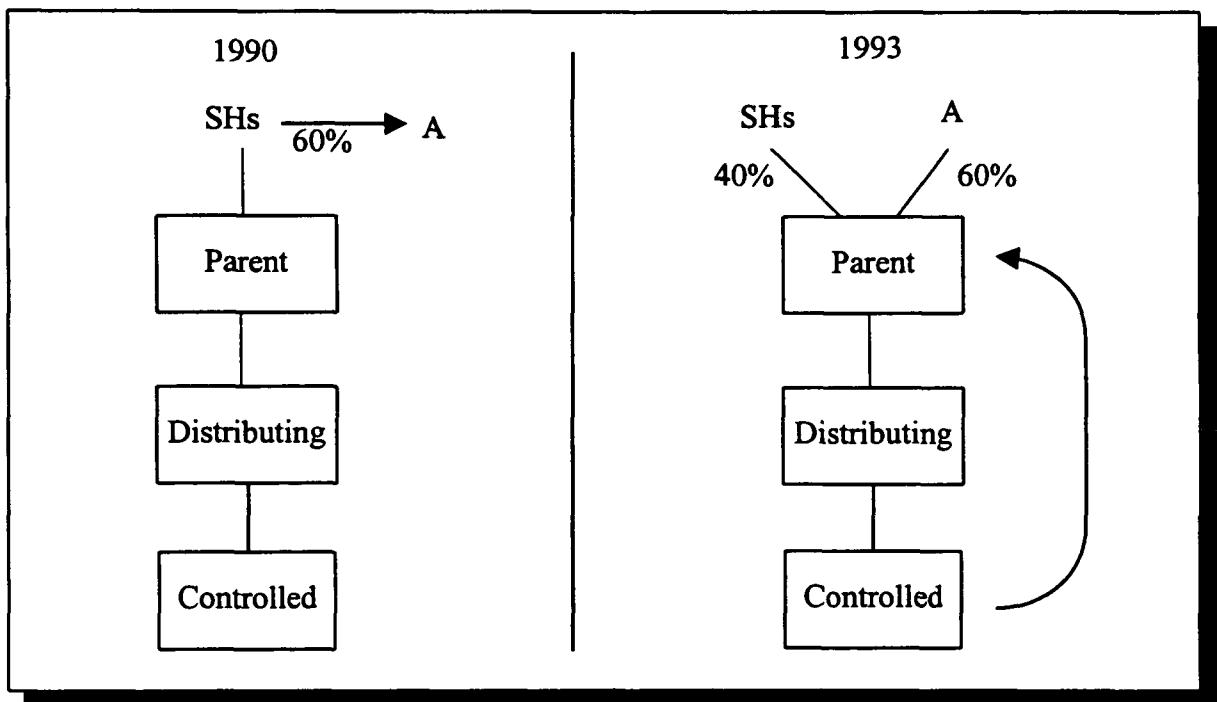 1990
SHs
60%
A
Parent
Distributing
Controlled
1993
SHs
A
40%
60%
Parent
Distributing
Controlled